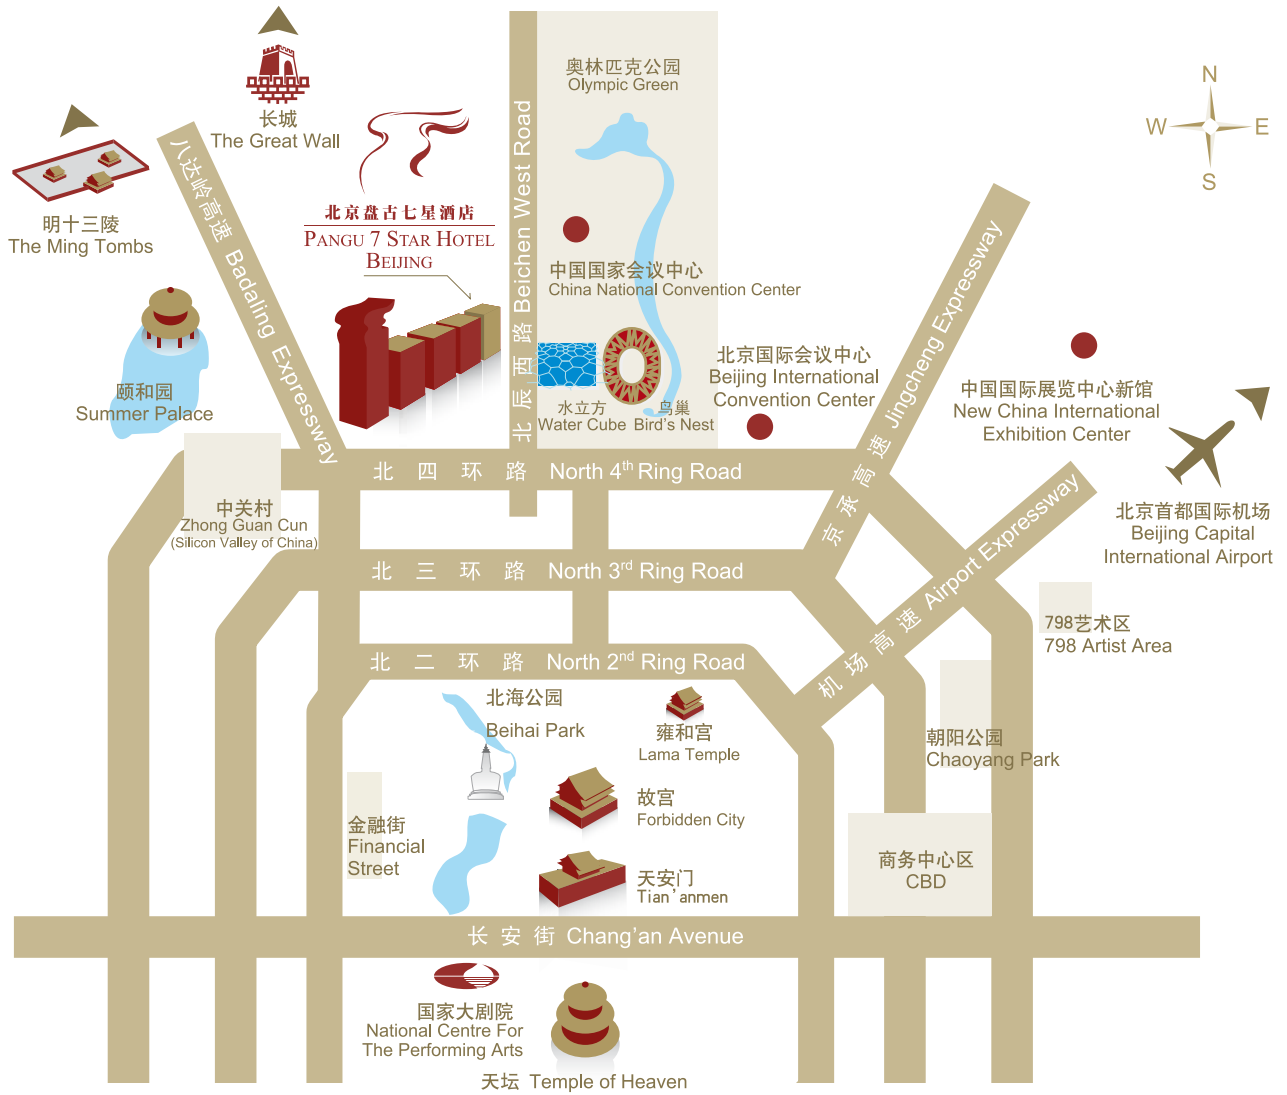 长城
The Great Wall
明十三陵
The Ming Tombs
八达岭高速 Badaling Expressway
北京盘古七星酒店
PANGU 7 STAR HOTEL
BEIJING
北辰西路 Beichen West Road
奥林匹克公园
Olympic Green
N
W
E
S
中国国家会议中心
China National Convention Center
京承高速 Jingcheng Expressway
颐和园
Summer Palace
水立方
Water Cube
鸟巢
Bird's Nest
北京国际会议中心
Beijing International
Convention Center
中国国际展览中心新馆
New China International
Exhibition Center
北四环路 North 4th Ring Road
中关村
Zhong Guan Cun
(Silicon Valley of China)
北京首都国际机场
Beijing Capital
International Airport
机场高速 Airport Expressway
北三环路 North 3rd Ring Road
798艺术区
798 Artist Area
北二环路 North 2nd Ring Road
北海公园
Beihai Park
雍和宫
Lama Temple
朝阳公园
Chaoyang Park
故宫
Forbidden City
金融街
Financial
Street
天安门
Tian'anmen
商务中心区
CBD
长安街 Chang'an Avenue
国家大剧院
National Centre For
The Performing Arts
天坛 Temple of Heaven